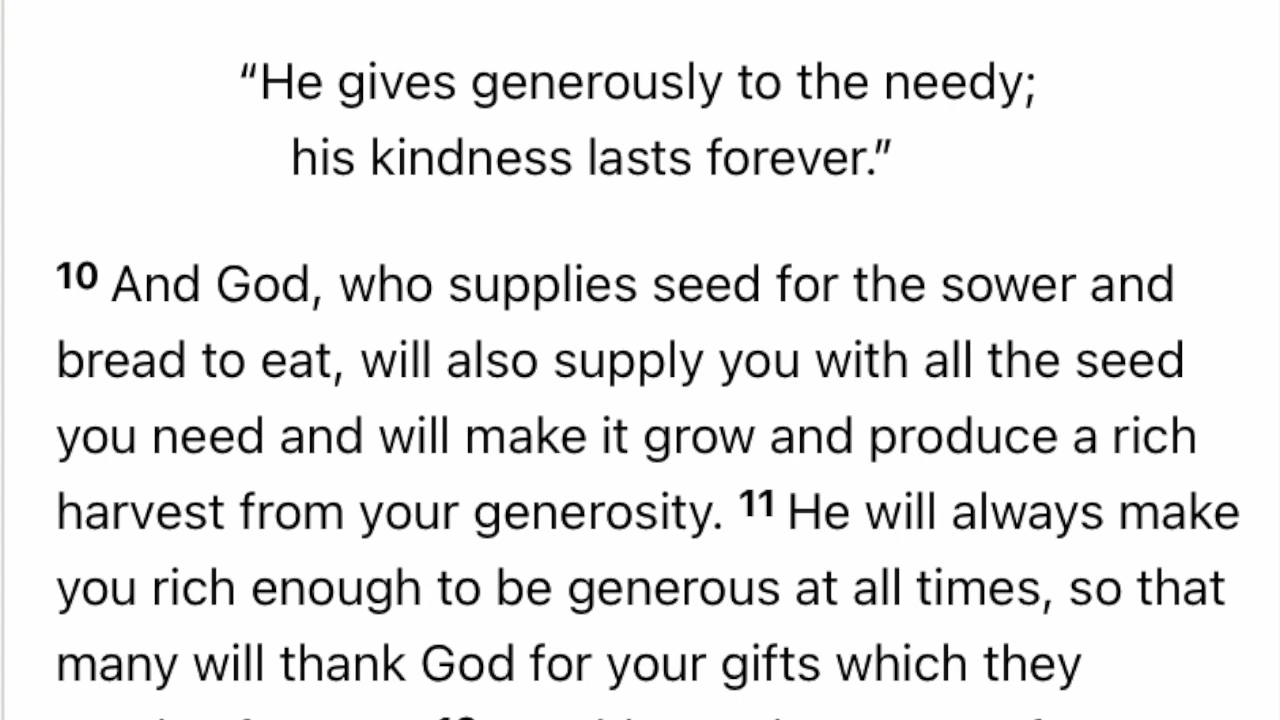 “He gives generously to the needy;
his kindness lasts forever.”
10 And God, who supplies seed for the sower and
bread to eat, will also supply you with all the seed
you need and will make it grow and produce a rich
harvest from your generosity. 11 He will always make
you rich enough to be generous at all times, so that
many will thank God for your gifts which they